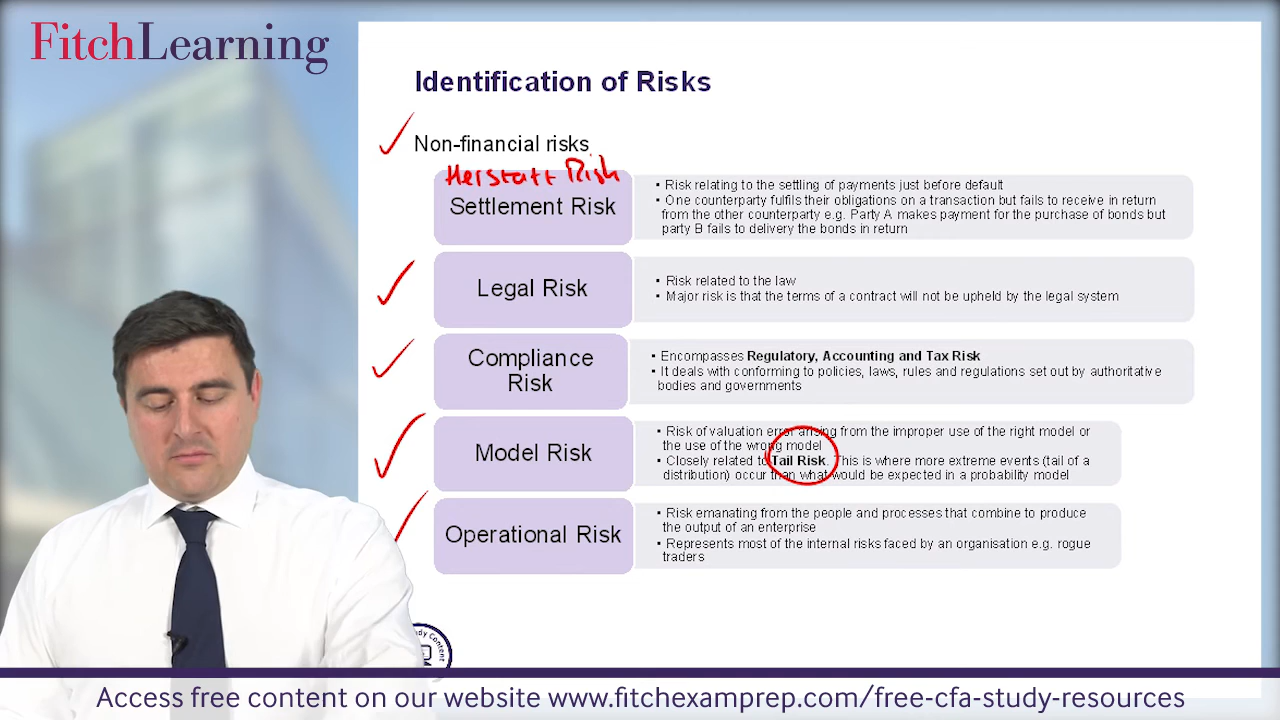 FitchLearning
Identification of Risks
Non-financial risks
Herstatt Risk
Settlement Risk
• Risk relating to the settling of payments just before default
• One counterparty fulfils their obligations on a transaction but fails to receive in return
from the other counterparty e.g. Party A makes payment for the purchase of bonds but
party B fails to delivery the bonds in return
Legal Risk
• Risk related to the law
• Major risk is that the terms of a contract will not be upheld by the legal system
Compliance
Risk
• Encompasses Regulatory, Accounting and Tax Risk
• It deals with conforming to policies, laws, rules and regulations set out by authoritative
bodies and governments
Model Risk
• Risk of valuation error arising from the improper use of the right model or
the use of the wrong model
• Closely related to Tail Risk. This is where more extreme events (tail of a
distribution) occur than what would be expected in a probability model
Operational Risk
• Risk emanating from the people and processes that combine to produce
the output of an enterprise
• Represents most of the internal risks faced by an organisation e.g. rogue
traders
Content
Access free content on our website www.fitchexamprep.com/free-cfa-study-resources